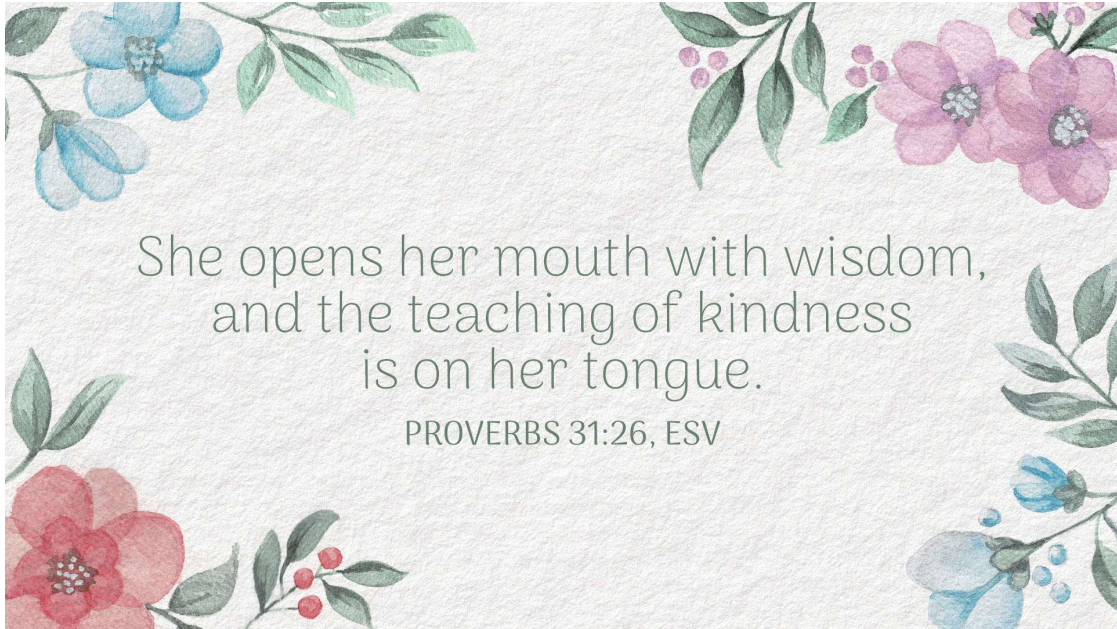 She opens her mouth with wisdom,
and the teaching of kindness
is on her tongue.
PROVERBS 31:26, ESV